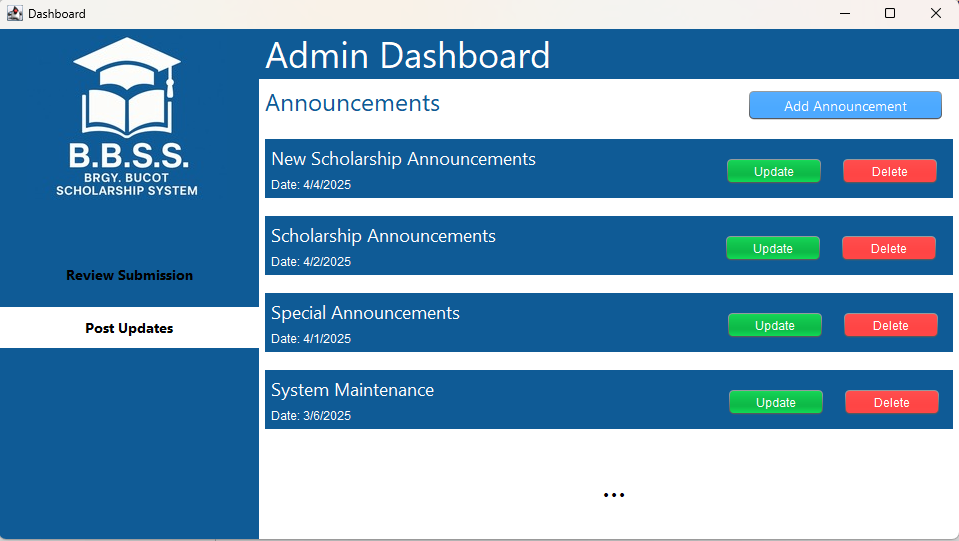 Dashboard
Admin Dashboard
B.B.S.S.
BRGY. BUCOT
SCHOLARSHIP SYSTEM
Review Submission
Post Updates
Announcements
Add Announcement
New Scholarship Announcements
Date: 4/4/2025
Update
Delete
Scholarship Announcements
Date: 4/2/2025
Update
Delete
Special Announcements
Date: 4/1/2025
Update
Delete
System Maintenance
Date: 3/6/2025
Update
Delete
...